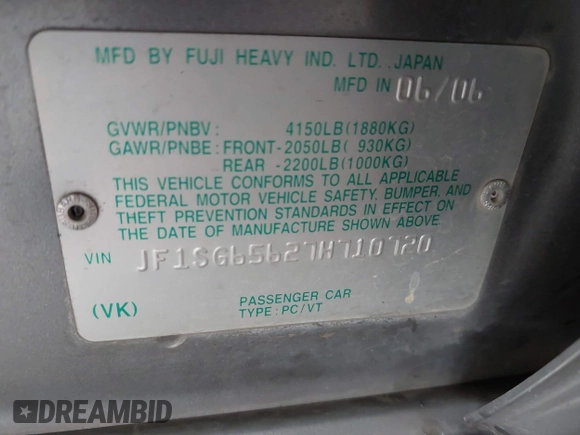 MFD BY FUJI HEAVY IND. LTD. JAPAN
MFD IN 06/06
GVWR/PNBV: 4150LB(1880KG)
GAWR/PNBE: FRONT-2050LB( 930KG)
REAR -2200LB(1000KG)
THIS VEHICLE CONFORMS TO ALL APPLICABLE
FEDERAL MOTOR VEHICLE SAFETY, BUMPER, AND
THEFT PREVENTION STANDARDS IN EFFECT ON
THE DATE OF MANUFACTURE SHOWN ABOVE.
VIN JF1SG65627H710720
(VK) PASSENGER CAR
TYPE: PC/VT
DREAMBID